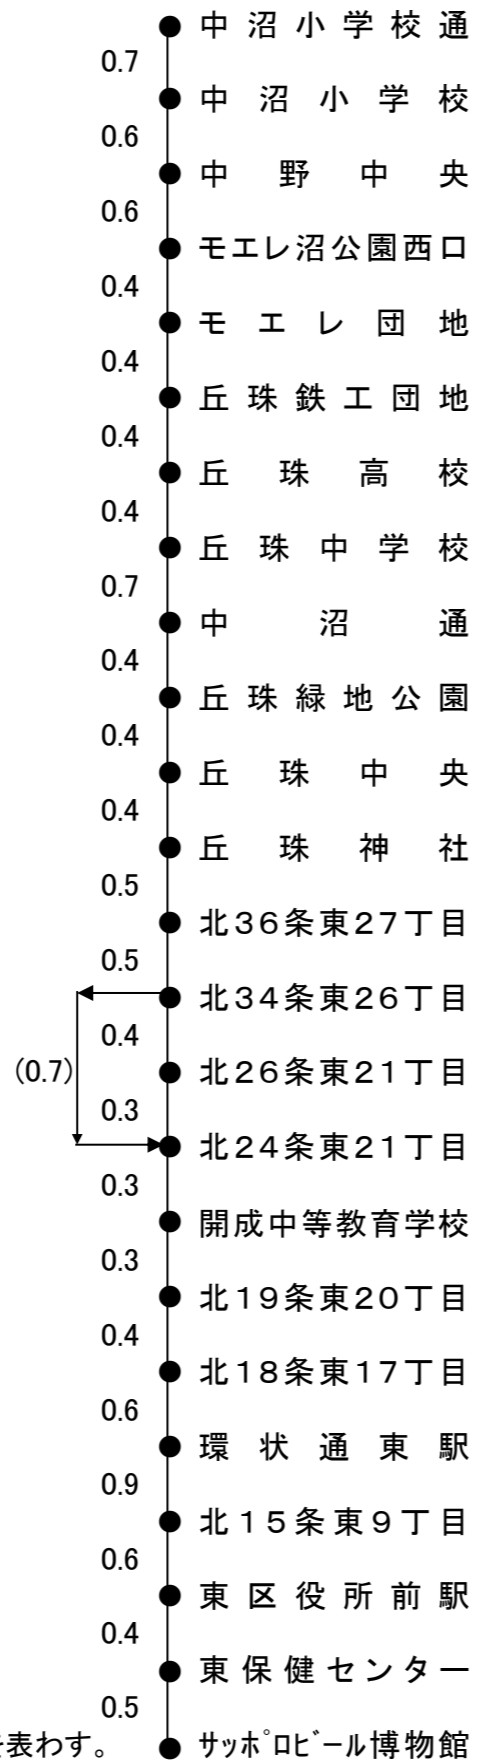 中沼小学校通
0.7
中沼小学校
0.6
中野中央
0.6
モエレ沼公園西口
0.4
モエレ団地
0.4
丘珠鉄工団地
0.4
丘珠高校
0.4
丘珠中学校
0.7
中沼通
0.4
丘珠緑地公園
0.4
丘珠中央
0.4
丘珠神社
0.5
北36条東27丁目
0.5
北34条東26丁目
0.4
(0.7)
北26条東21丁目
0.3
北24条東21丁目
0.3
開成中等教育学校
0.3
北19条東20丁目
0.4
北18条東17丁目
0.6
環状通東駅
0.9
北15条東9丁目
0.6
東区役所前駅
0.4
東保健センター
0.5
を表わす。 サッポロビール博物館